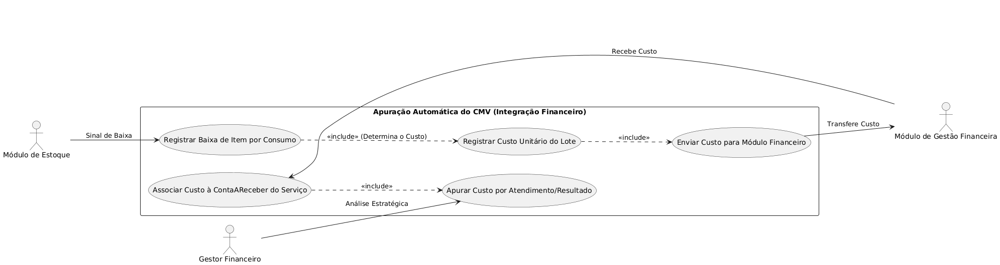 Recebe Custo
Apuração Automática do CMV (Integração Financeiro)
Transfere Custo
Sinal de Baixa
Registrar Baixa de Item por Consumo
«include» (Determina o Custo)
Registrar Custo Unitário do Lote
«include»
Enviar Custo para Módulo Financeiro
Módulo de Gestão Financeira
Módulo de Estoque
Associar Custo à ContaAReceber do Serviço
«include»
Apurar Custo por Atendimento/Resultado
Análise Estratégica
Gestor Financeiro